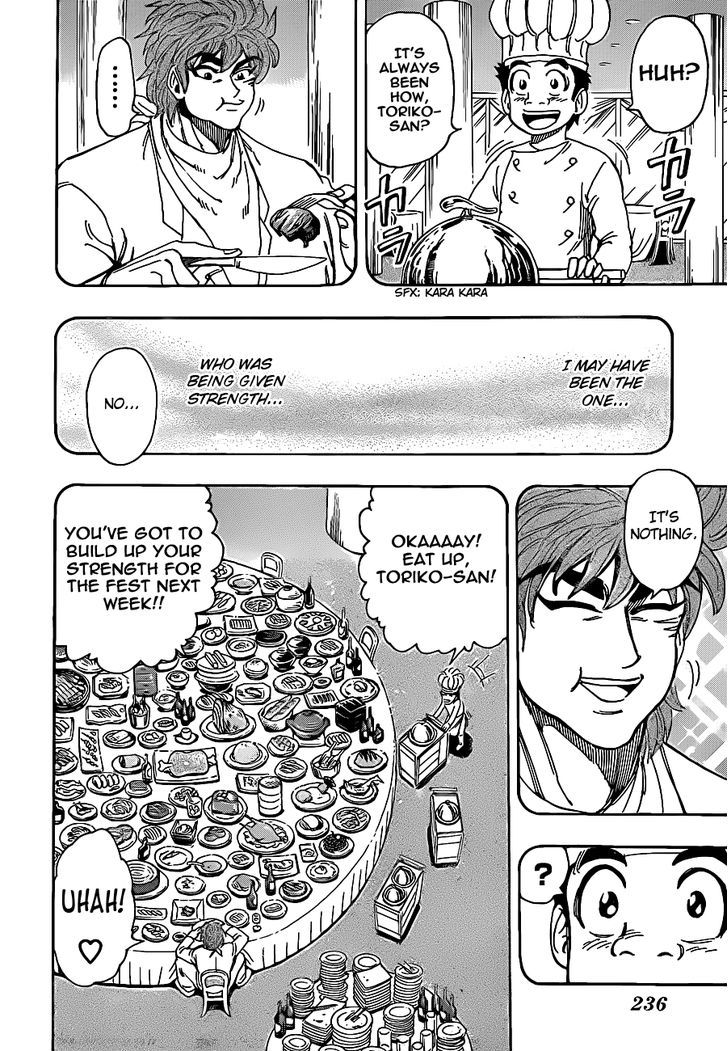 HUH?
IT'S
ALWAYS
BEEN
HOW,
TORIKO-
SAN?
カラ
カラ
SFX: KARA KARA
......
I MAY HAVE
BEEN THE
ONE...
WHO WAS
BEING GIVEN
STRENGTH...
NO...
IT'S
NOTHING.
?
OKAAAAY!
EAT UP,
TORIKO-SAN!
YOU'VE GOT TO
BUILD UP YOUR
STRENGTH FOR
THE FEST NEXT
WEEK!!
UHAH!
♡
236